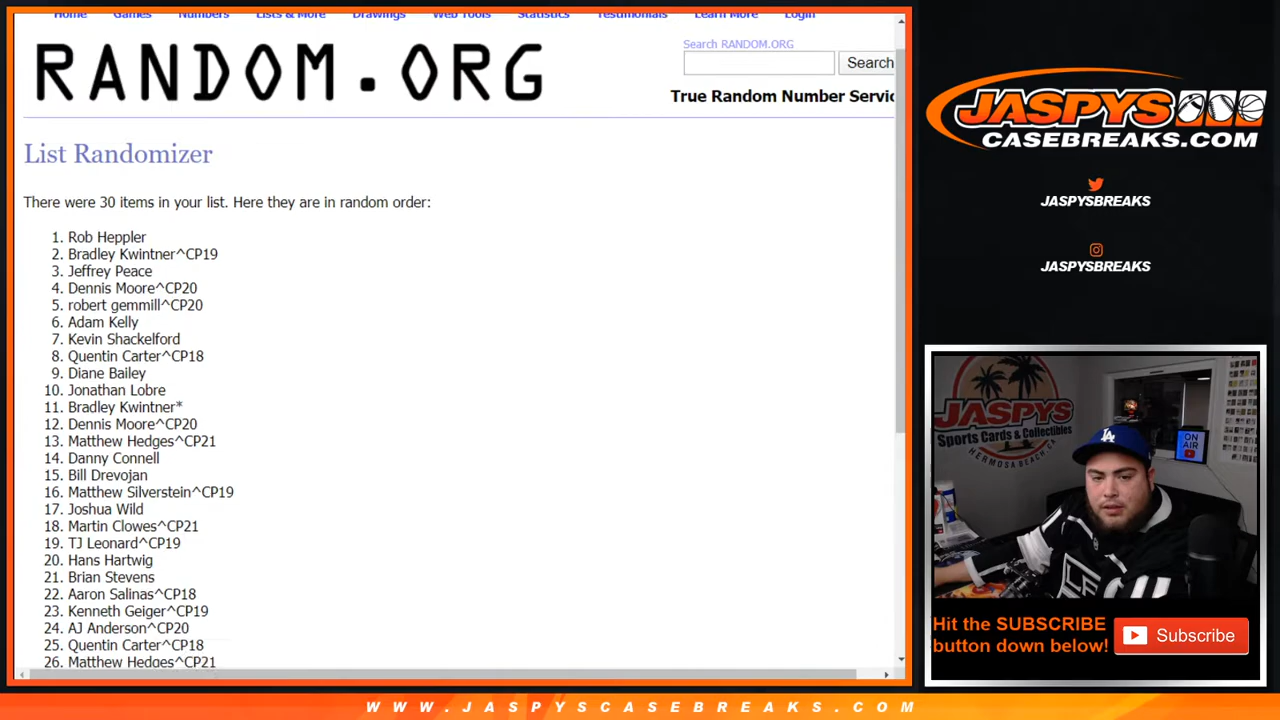 Home Games Numbers Lists & More Drawings Web Tools Statistics Testimonials Learn More Login
RANDOM.ORG
Search RANDOM.ORG
Search
True Random Number Servic
List Randomizer
There were 30 items in your list. Here they are in random order:
1. Rob Heppler
2. Bradley Kwintner^CP19
3. Jeffrey Peace
4. Dennis Moore^CP20
5. robert gemmill^CP20
6. Adam Kelly
7. Kevin Shackelford
8. Quentin Carter^CP18
9. Diane Bailey
10. Jonathan Lobre
11. Bradley Kwintner*
12. Dennis Moore^CP20
13. Matthew Hedges^CP21
14. Danny Connell
15. Bill Drevojan
16. Matthew Silverstein^CP19
17. Joshua Wild
18. Martin Clowes^CP21
19. TJ Leonard^CP19
20. Hans Hartwig
21. Brian Stevens
22. Aaron Salinas^CP18
23. Kenneth Geiger^CP19
24. AJ Anderson^CP20
25. Quentin Carter^CP18
26. Matthew Hedges^CP21
JASPYS
CASEBREAKS.COM
JASPYSBREAKS
JASPYSBREAKS
JASPYS
Sports Cards & Collectibles
HERMOSA BEACH, CA
ON
AIR
LA
LA
Hit the SUBSCRIBE
button down below!
Subscribe
WWW.JASPYSCASEBREAKS.COM